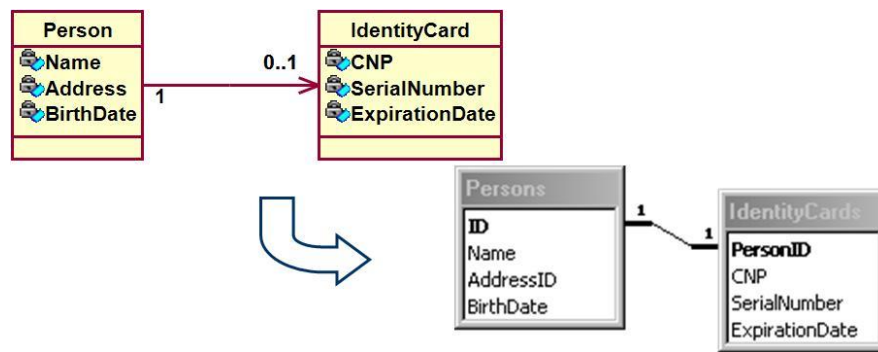 Person
Name
Address
BirthDate
1
0..1
IdentityCard
CNP
SerialNumber
ExpirationDate
Persons
ID
Name
AddressID
BirthDate
1
1
IdentityCards
PersonID
CNP
SerialNumber
ExpirationDate